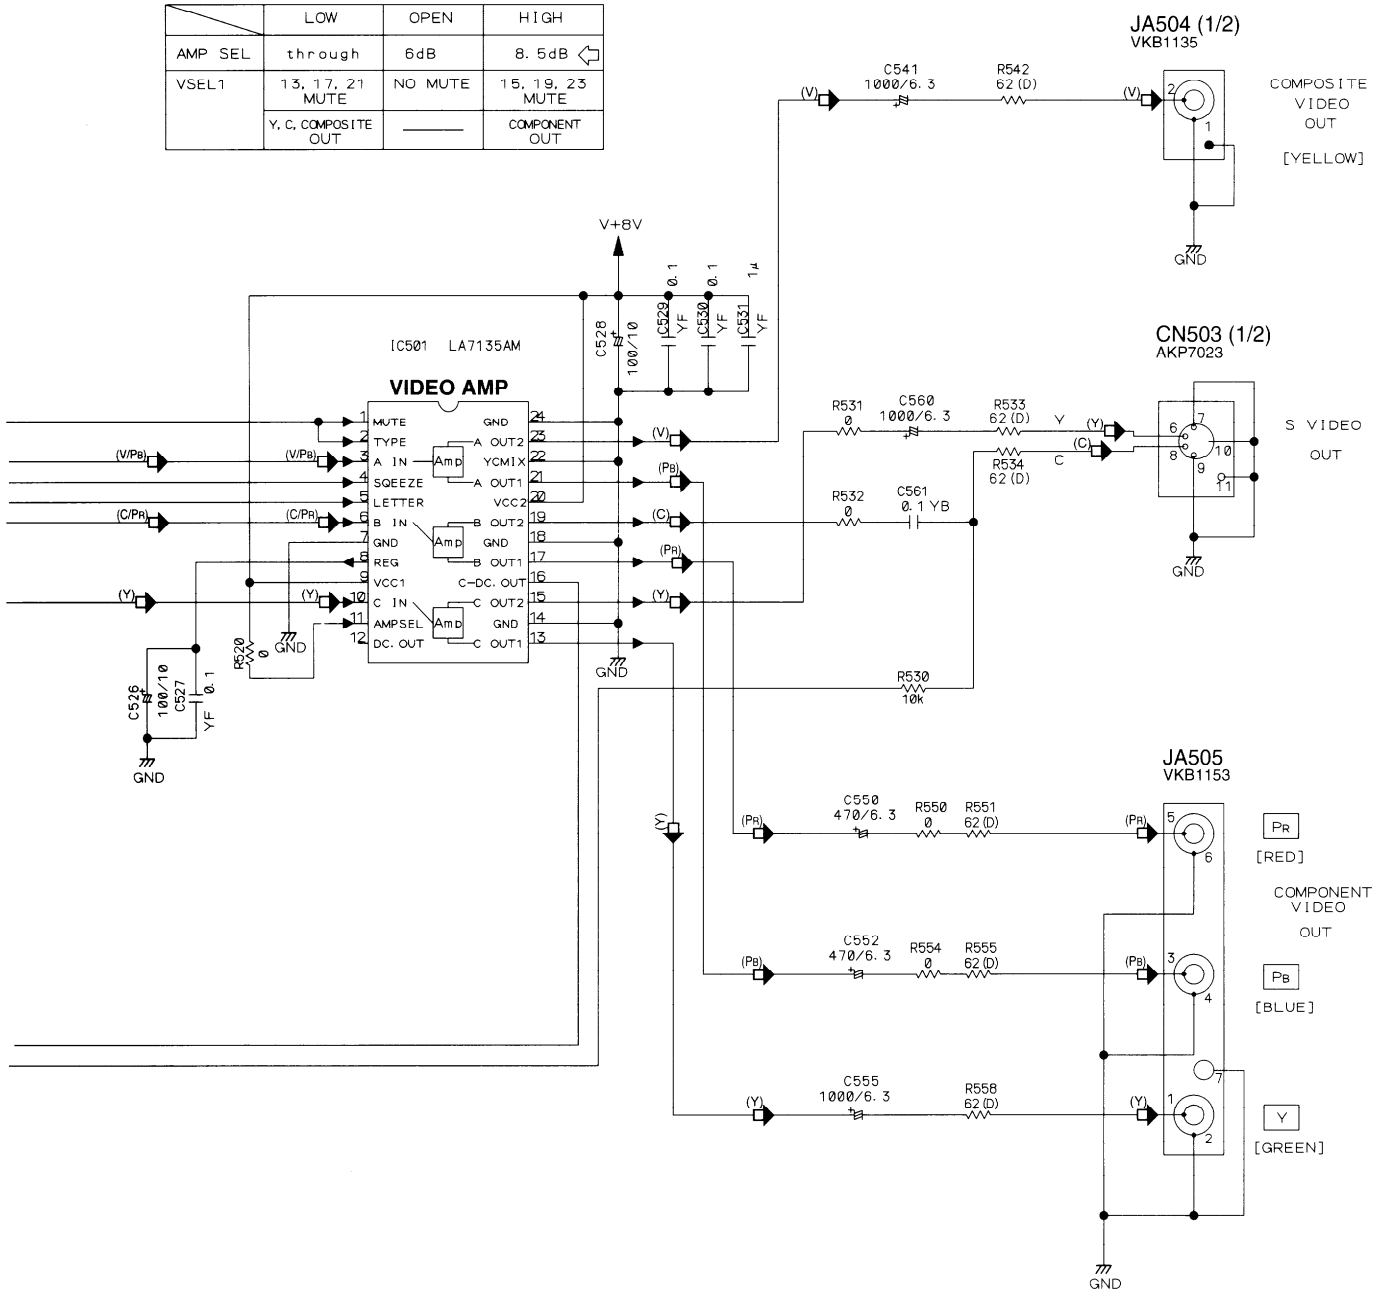 LOW OPEN HIGH
AMP SEL through 6dB 8.5dB
VSEL1 13, 17, 21 MUTE NO MUTE 15, 19, 23 MUTE
Y, C, COMPOSITE OUT COMPONENT OUT
JA504 (1/2)
VKB1135
C541
1000/6.3
R542
62(D)
(V) (V)
2
1
COMPOSITE
VIDEO
OUT
[YELLOW]
GND
V+8V
C528
100/10
C529
0.1
YF
C530
0.1
YF
C531
1μ
YF
IC501 LA7135AM
VIDEO AMP
1 MUTE GND 24
2 TYPE A OUT2 23
3 A IN Amp YCMIX 22
4 SQEEZE A OUT1 21
5 LETTER VCC2 20
6 B IN B OUT2 19
7 GND Amp GND 18
8 REG B OUT1 17
9 VCC1 C-DC.OUT 16
10 C IN C OUT2 15
11 AMPSEL Amp GND 14
12 DC.OUT C OUT1 13
(V/PB) (V/PB)
(C/PR) (C/PR)
(Y) (Y)
(V)
(PB)
(C)
(PR)
(Y)
GND
GND
R520
0
C526
100/10
C527
0.1
YF
GND
CN503 (1/2)
AKP7023
R531
0
C560
1000/6.3
R533
62(D)
Y
(Y)
R534
62(D)
C
(C)
R532
0
C561
0.1 YB
6
7
8
9
10
11
S VIDEO
OUT
GND
R530
10k
JA505
VKB1153
(Y)
(PR)
C550
470/6.3
R550
0
R551
62(D)
(PR)
5
6
PR
[RED]
COMPONENT
VIDEO
OUT
(PB)
C552
470/6.3
R554
0
R555
62(D)
(PB)
3
4
PB
[BLUE]
7
(Y)
C555
1000/6.3
R558
62(D)
(Y)
1
2
Y
[GREEN]
GND